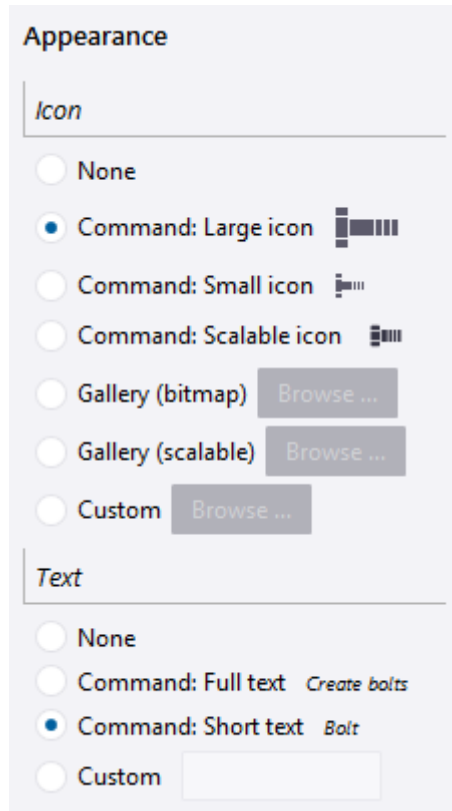 Appearance
Icon
None
Command: Large icon
Command: Small icon
Command: Scalable icon
Gallery (bitmap) Browse ...
Gallery (scalable) Browse ...
Custom Browse ...
Text
None
Command: Full text Create bolts
Command: Short text Bolt
Custom